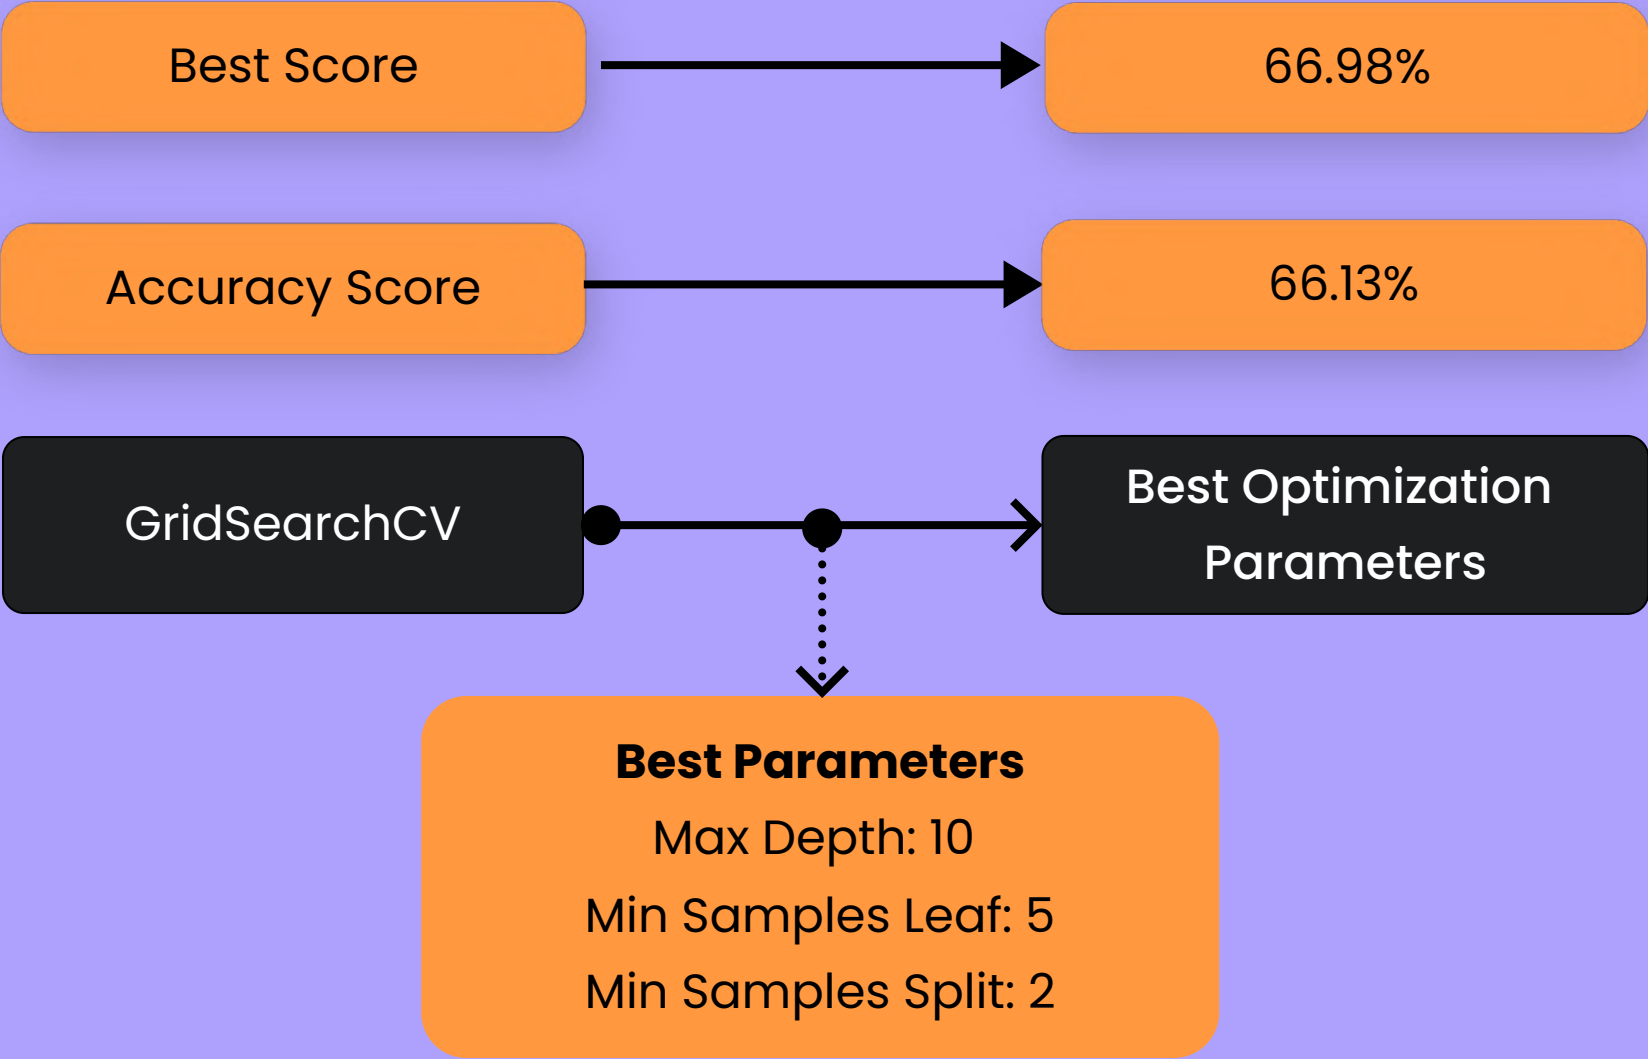 Best Score
66.98%
Accuracy Score
66.13%
GridSearchCV
Best Optimization
Parameters
Best Parameters
Max Depth: 10
Min Samples Leaf: 5
Min Samples Split: 2